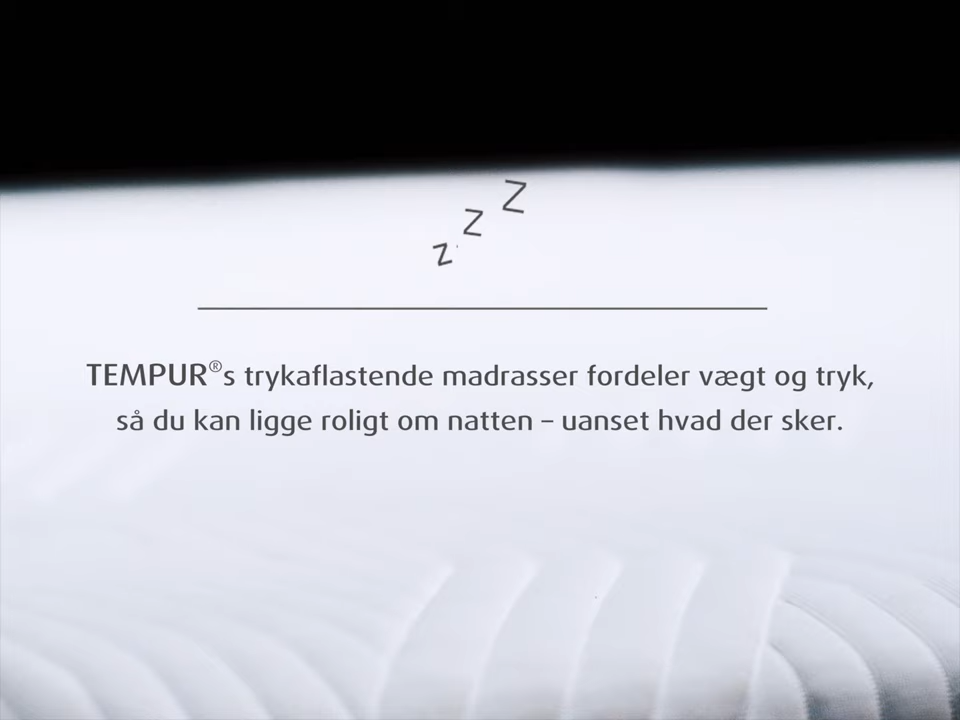 z z Z
TEMPUR®s trykaflastende madrasser fordeler vægt og tryk,
så du kan ligge roligt om natten – uanset hvad der sker.